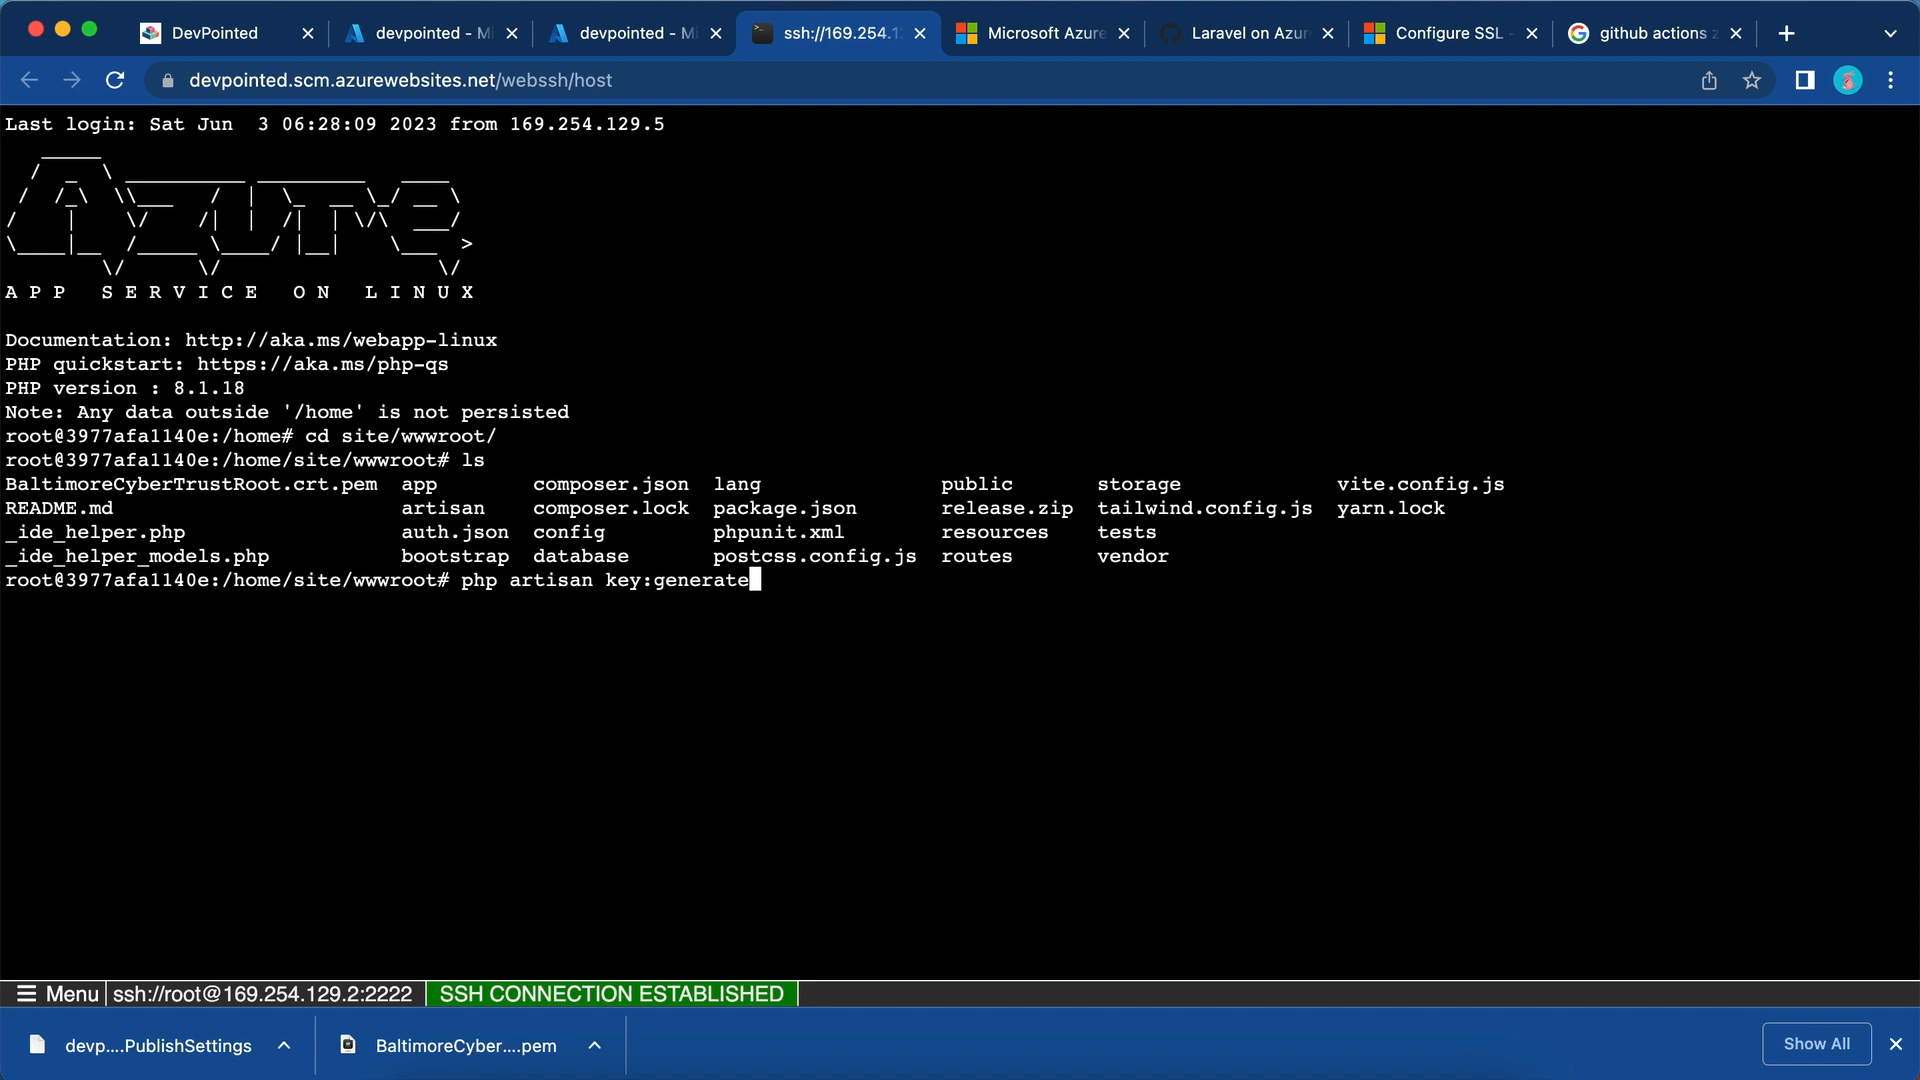 DevPointed
devpointed - Mi
devpointed - Mi
ssh://169.254.1
Microsoft Azure
Laravel on Azur
Configure SSL -
github actions z
devpointed.scm.azurewebsites.net/webssh/host
Last login: Sat Jun  3 06:28:09 2023 from 169.254.129.5
A P P   S E R V I C E   O N   L I N U X
Documentation: http://aka.ms/webapp-linux
PHP quickstart: https://aka.ms/php-qs
PHP version : 8.1.18
Note: Any data outside '/home' is not persisted
root@3977afa1140e:/home# cd site/wwwroot/
root@3977afa1140e:/home/site/wwwroot# ls
BaltimoreCyberTrustRoot.crt.pem  app        composer.json  lang               public       storage             vite.config.js
README.md                        artisan    composer.lock  package.json       release.zip  tailwind.config.js  yarn.lock
_ide_helper.php                  auth.json  config         phpunit.xml        resources    tests
_ide_helper_models.php           bootstrap  database       postcss.config.js  routes       vendor
root@3977afa1140e:/home/site/wwwroot# php artisan key:generate
Menu ssh://root@169.254.129.2:2222 SSH CONNECTION ESTABLISHED
devp....PublishSettings
BaltimoreCyber....pem
Show All